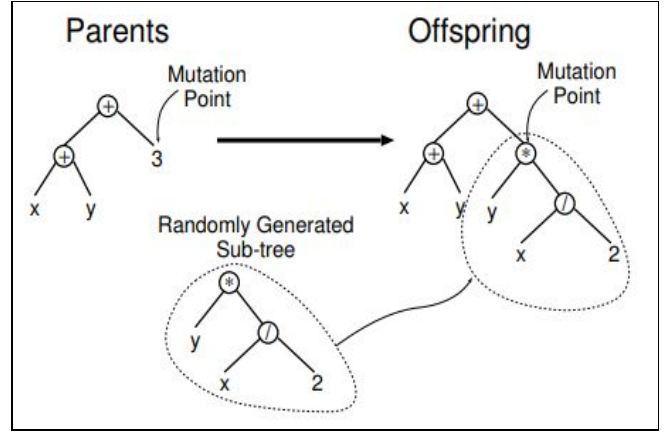 Parents
Offspring
Mutation
Point
+
+
3
x
y
Mutation
Point
+
+
*
x
y
y
/
x
2
Randomly Generated
Sub-tree
*
y
/
x
2